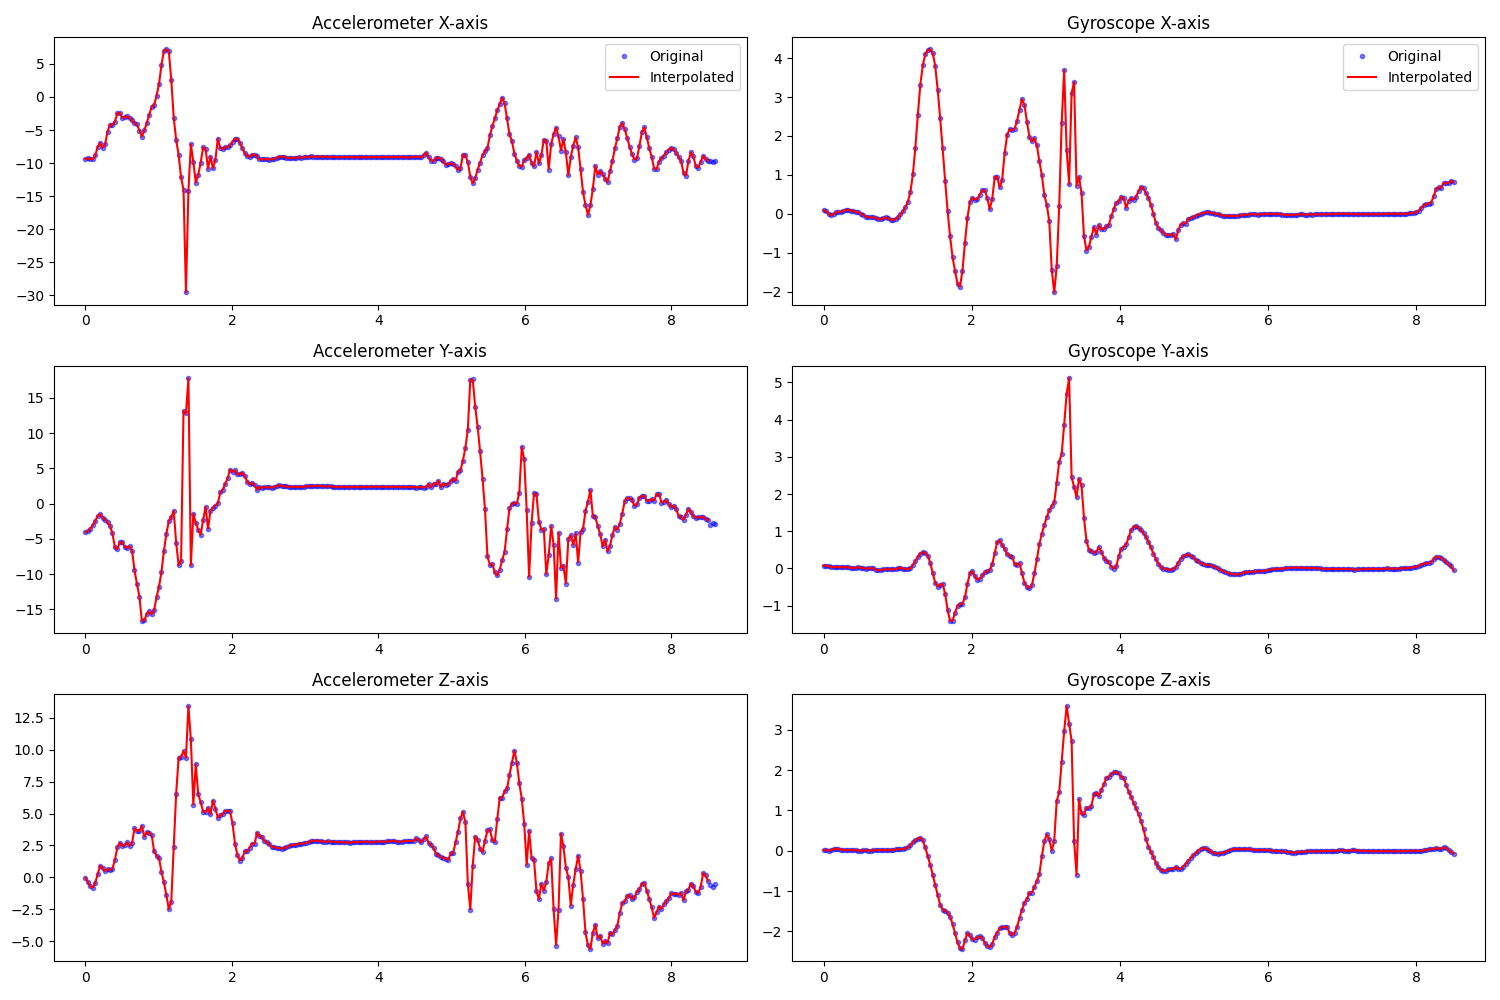 Accelerometer X-axis
5
0
−5
−10
−15
−20
−25
−30
0 2 4 6 8
Original
Interpolated
Gyroscope X-axis
4
3
2
1
0
−1
−2
0 2 4 6 8
Original
Interpolated
Accelerometer Y-axis
15
10
5
0
−5
−10
−15
0 2 4 6 8
Gyroscope Y-axis
5
4
3
2
1
0
−1
0 2 4 6 8
Accelerometer Z-axis
12.5
10.0
7.5
5.0
2.5
0.0
−2.5
−5.0
0 2 4 6 8
Gyroscope Z-axis
3
2
1
0
−1
−2
0 2 4 6 8